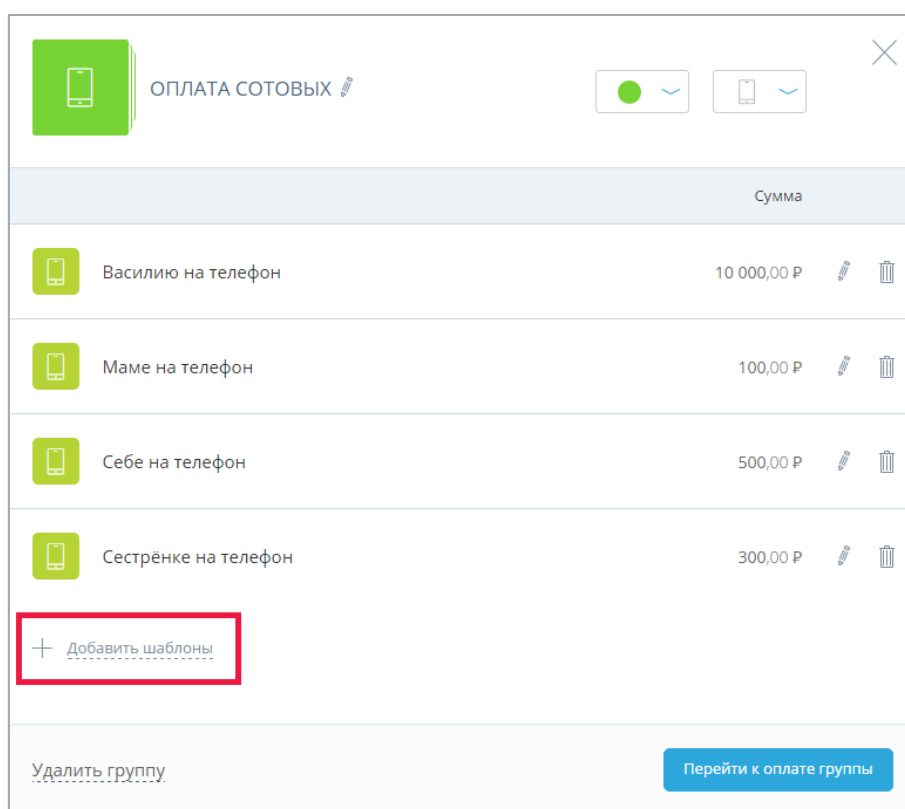 ОПЛАТА СОТОВЫХ
Сумма
Василию на телефон 10 000,00 ₽
Маме на телефон 100,00 ₽
Себе на телефон 500,00 ₽
Сестрёнке на телефон 300,00 ₽
Добавить шаблоны
Удалить группу Перейти к оплате группы